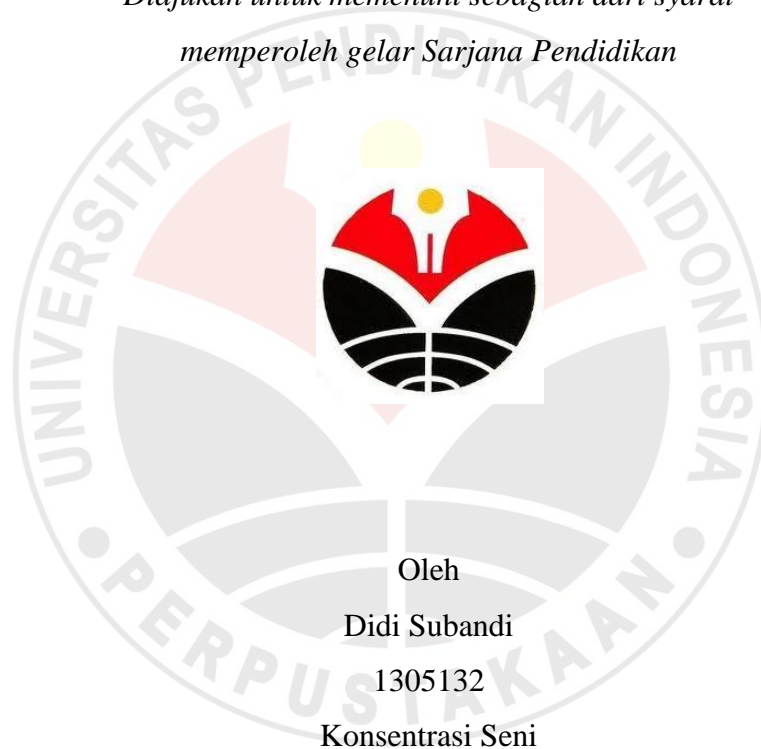 Diajukan untuk memenuhi sebagian dari syarat
memperoleh gelar Sarjana Pendidikan
UNIVERSITAS PENDIDIKAN INDONESIA
• PERPUSTAKAAN •
Oleh
Didi Subandi
1305132
Konsentrasi Seni